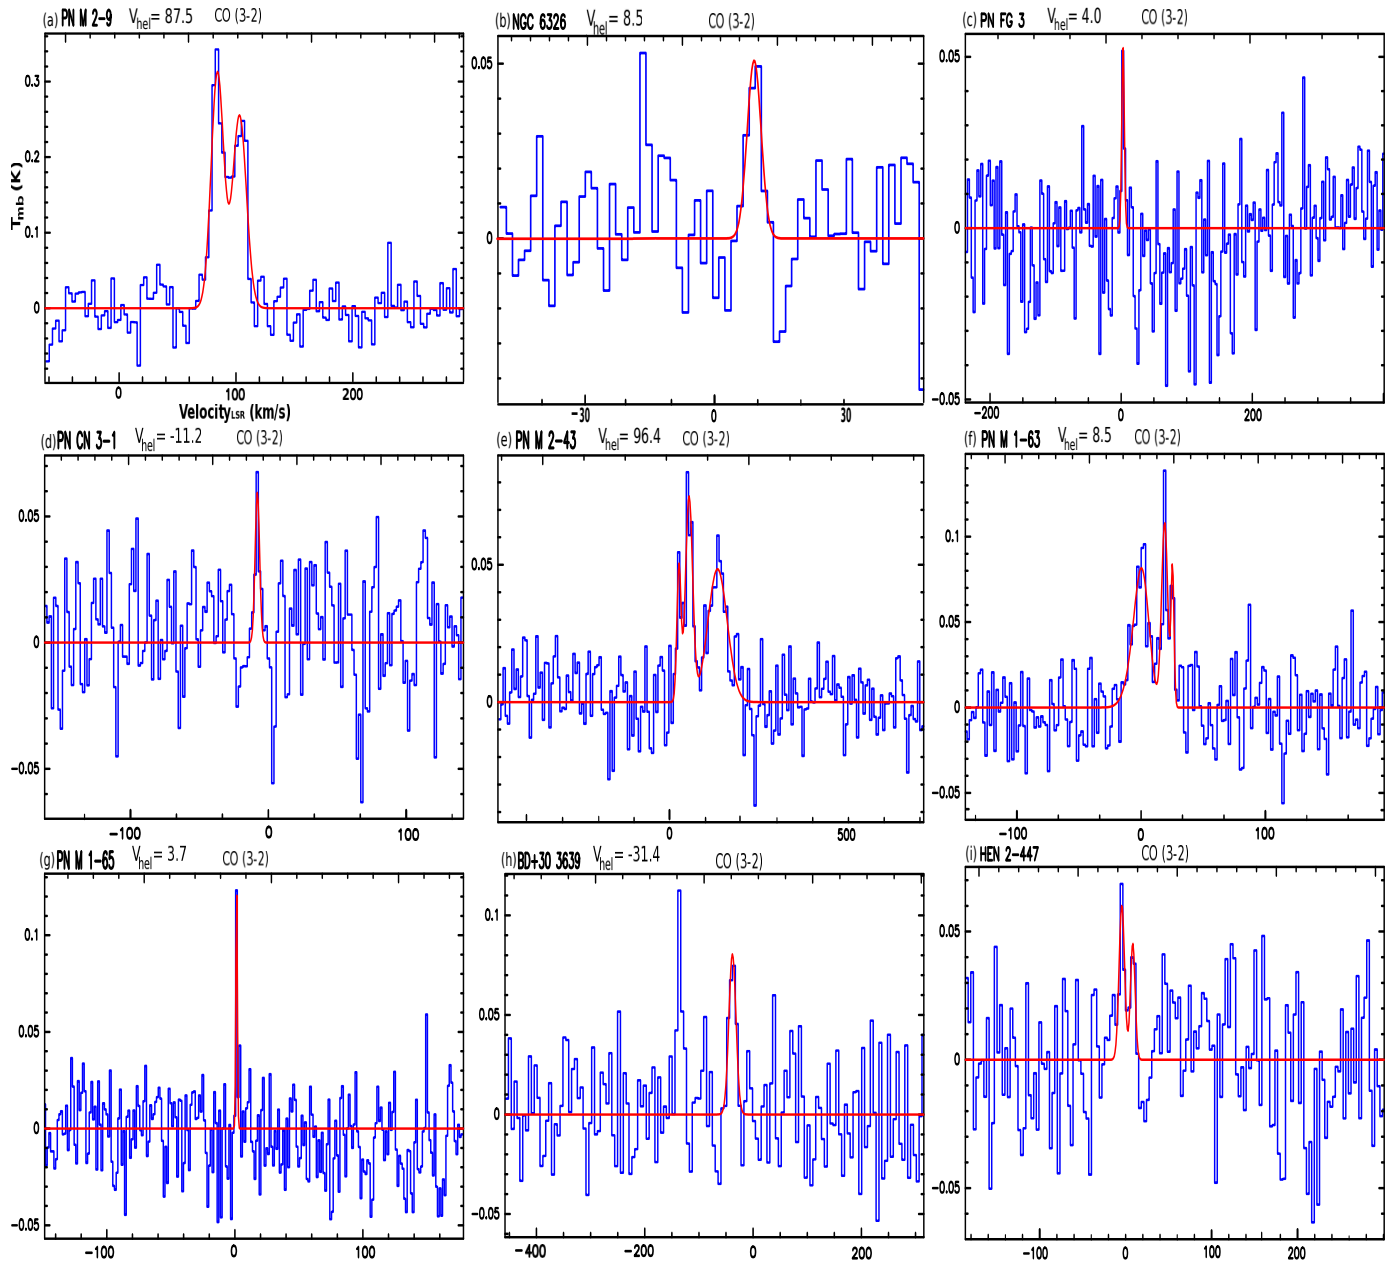 (a) PN M 2-9 Vhel= 87.5 CO (3-2)
(b) NGC 6326 Vhel= 8.5 CO (3-2)
(c) PN FG 3 Vhel= 4.0 CO (3-2)
Tmb (K)
0.3
0.2
0.1
0
0 100 200
VelocityLSR (km/s)
0.05
0
-30 0 30
0.05
0
-0.05
-200 0 200
(d) PN CN 3-1 Vhel= -11.2 CO (3-2)
(e) PN M 2-43 Vhel= 96.4 CO (3-2)
(f) PN M 1-63 Vhel= 8.5 CO (3-2)
0.05
0
-0.05
-100 0 100
0.05
0
0 500
0.1
0.05
0
-0.05
-100 0 100
(g) PN M 1-65 Vhel= 3.7 CO (3-2)
(h) BD+30 3639 Vhel= -31.4 CO (3-2)
(i) HEN 2-447 CO (3-2)
0.1
0.05
0
-0.05
-100 0 100
0.1
0.05
0
-0.05
-400 -200 0 200
0.05
0
-0.05
-100 0 100 200